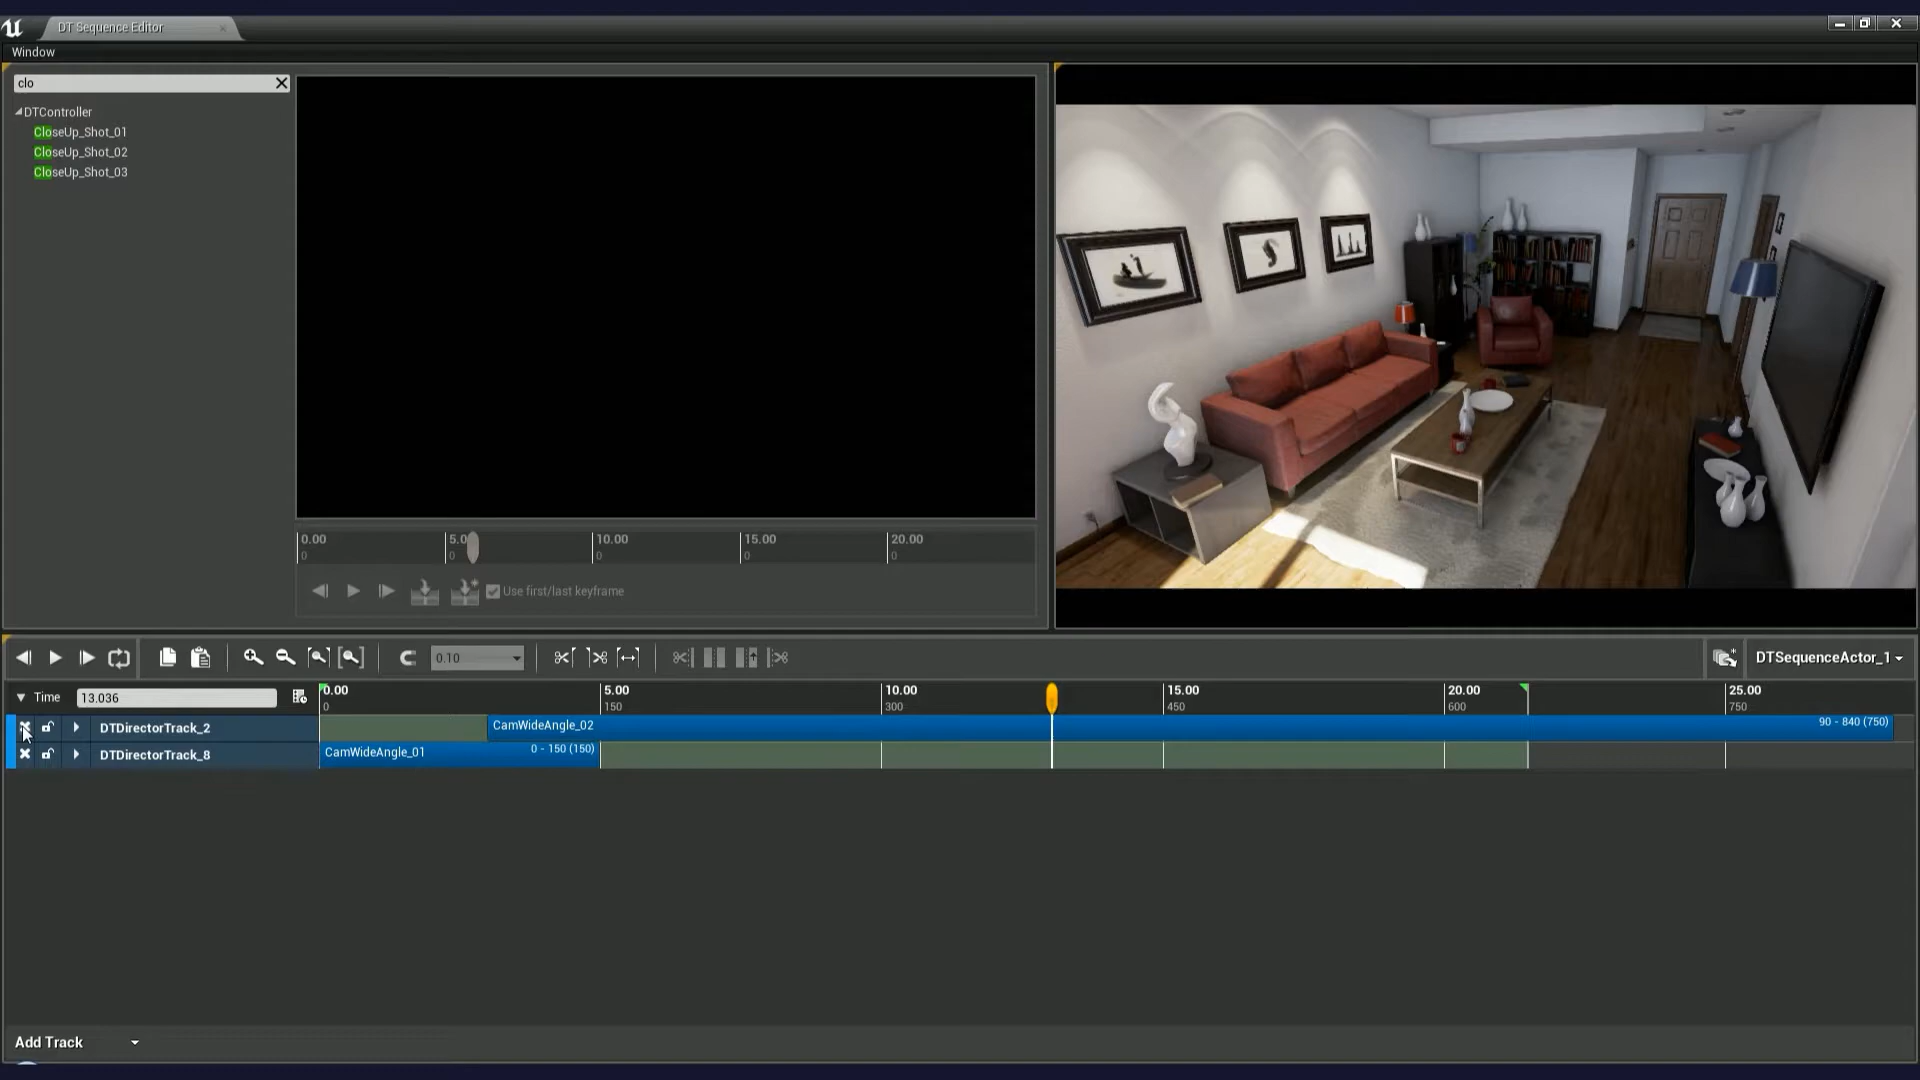 DT Sequence Editor
Window
clo
DTController
CloseUp_Shot_01
CloseUp_Shot_02
CloseUp_Shot_03
0.00 5.0 10.00 15.00 20.00
0 0 0 0 0
Use first/last keyframe
0.10
DTSequenceActor_1
Time 13.036
0.00 5.00 10.00 15.00 20.00 25.00
0 150 300 450 600 750
DTDirectorTrack_2 CamWideAngle_02 90 - 840 (750)
DTDirectorTrack_8 CamWideAngle_01 0 - 150 (150)
Add Track